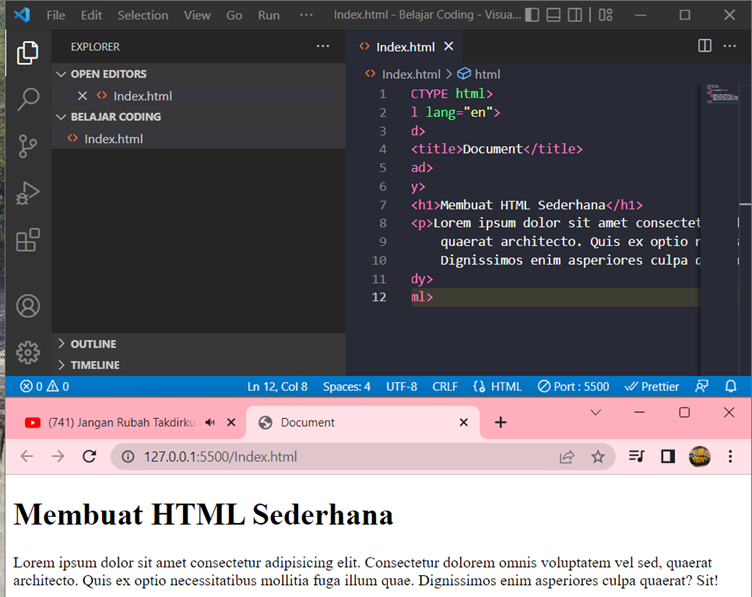 File Edit Selection View Go Run ··· Index.html - Belajar Coding - Visua...
EXPLORER ···
Index.html
OPEN EDITORS
Index.html > html
Index.html
BELAJAR CODING
Index.html
1 CTYPE html>
2 l lang="en">
3 d>
4 <title>Document</title>
5 ad>
6 y>
7 <h1>Membuat HTML Sederhana</h1>
8 <p>Lorem ipsum dolor sit amet consectet
9 quaerat architecto. Quis ex optio
10 Dignissimos enim asperiores culpa
11 dy>
12 ml>
OUTLINE
TIMELINE
0 0 Ln 12, Col 8 Spaces: 4 UTF-8 CRLF HTML Port : 5500 Prettier
(741) Jangan Rubah Takdirku
Document
127.0.0.1:5500/Index.html
Membuat HTML Sederhana
Lorem ipsum dolor sit amet consectetur adipisicing elit. Consectetur dolorem omnis voluptatem vel sed, quaerat
architecto. Quis ex optio necessitatibus mollitia fuga illum quae. Dignissimos enim asperiores culpa quaerat? Sit!